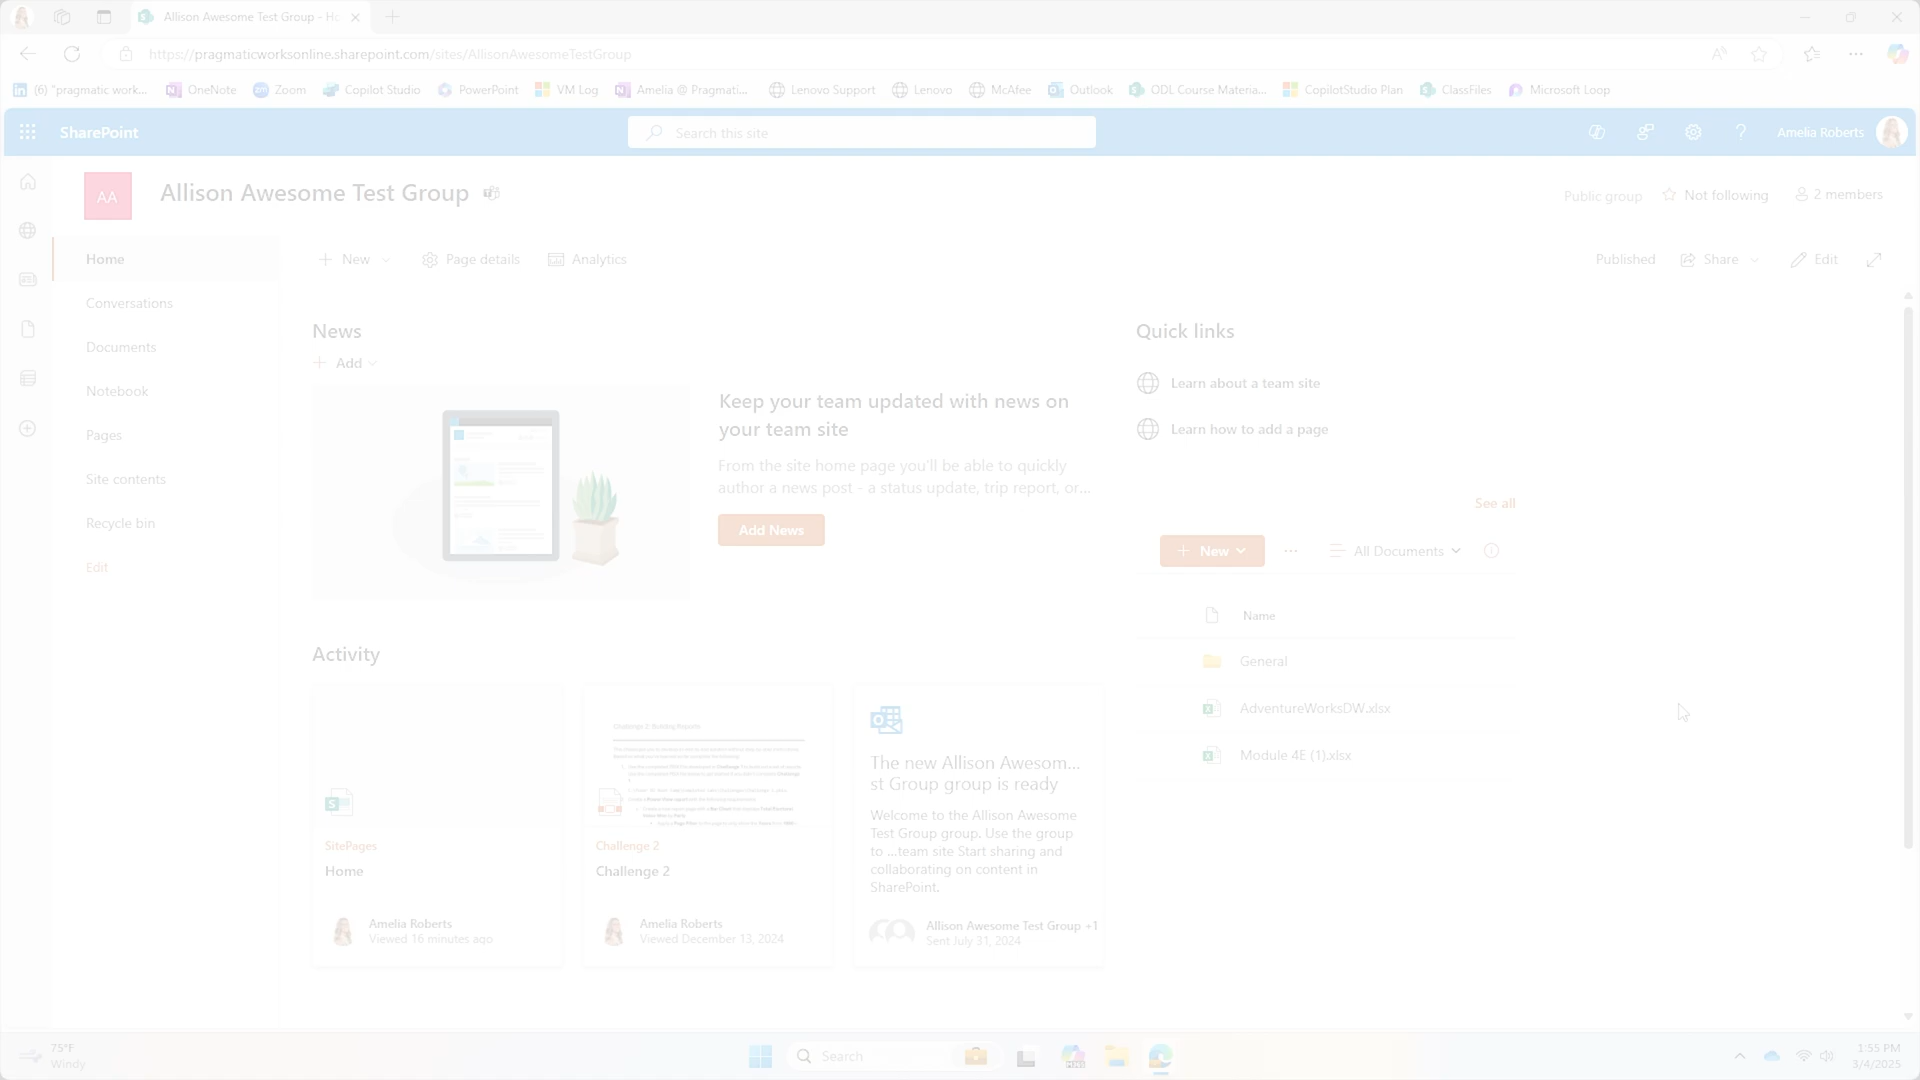 Allison Awesome Test Group - Ho
https://pragmaticworksonline.sharepoint.com/sites/AllisonAwesomeTestGroup
(6) "pragmatic work...
OneNote
Zoom
Copilot Studio
PowerPoint
VM Log
Amelia @ Pragmati...
Lenovo Support
Lenovo
McAfee
Outlook
ODL Course Materia...
CopilotStudio Plan
ClassFiles
Microsoft Loop
SharePoint
Search this site
Amelia Roberts
AA
Allison Awesome Test Group
Public group
Not following
2 members
Home
Conversations
Documents
Notebook
Pages
Site contents
Recycle bin
Edit
New
Page details
Analytics
Published
Share
Edit
News
Add
Keep your team updated with news on
your team site
From the site home page you'll be able to quickly
author a news post - a status update, trip report, or...
Add News
Quick links
Learn about a team site
Learn how to add a page
See all
New
All Documents
Name
General
AdventureWorksDW.xlsx
Module 4E (1).xlsx
Activity
SitePages
Home
Amelia Roberts
Viewed 16 minutes ago
Challenge 2: Building Reports
Challenge 2
Challenge 2
Amelia Roberts
Viewed December 13, 2024
The new Allison Awesom...
st Group group is ready
Welcome to the Allison Awesome
Test Group group. Use the group
to ...team site Start sharing and
collaborating on content in
SharePoint.
Allison Awesome Test Group +1
Sent July 31, 2024
75°F
Windy
Search
M365
1:55 PM
3/4/2025